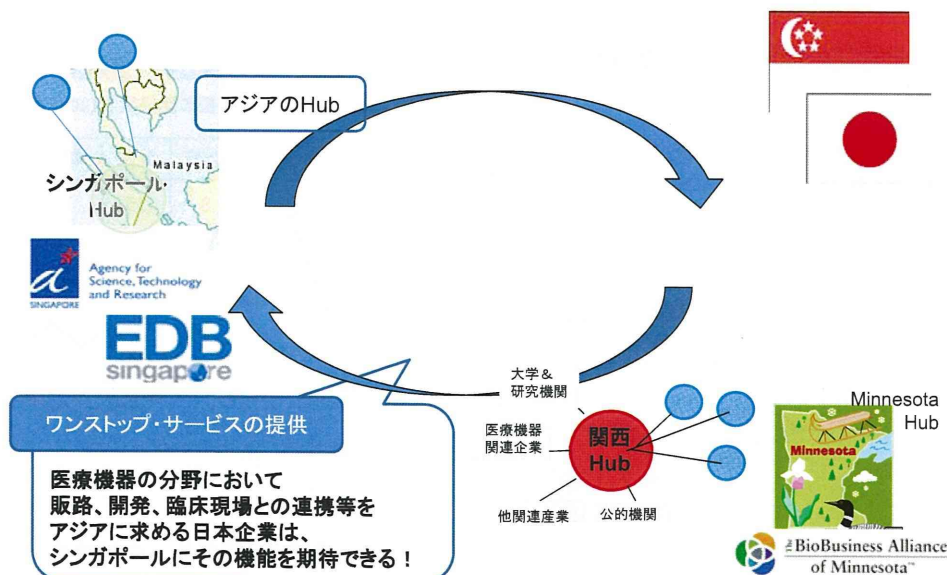 アジアのHub
Malaysia
シンガポール・
Hub
Agency for
Science, Technology
and Research
SINGAPORE
EDB
singapore
ワンストップ・サービスの提供
医療機器の分野において
販路、開発、臨床現場との連携等を
アジアに求める日本企業は、
シンガポールにその機能を期待できる！
大学＆
研究機関
医療機器
関連企業
関西
Hub
他関連産業
公的機関
Minnesota
Hub
Minnesota
The BioBusiness Alliance
of Minnesota™